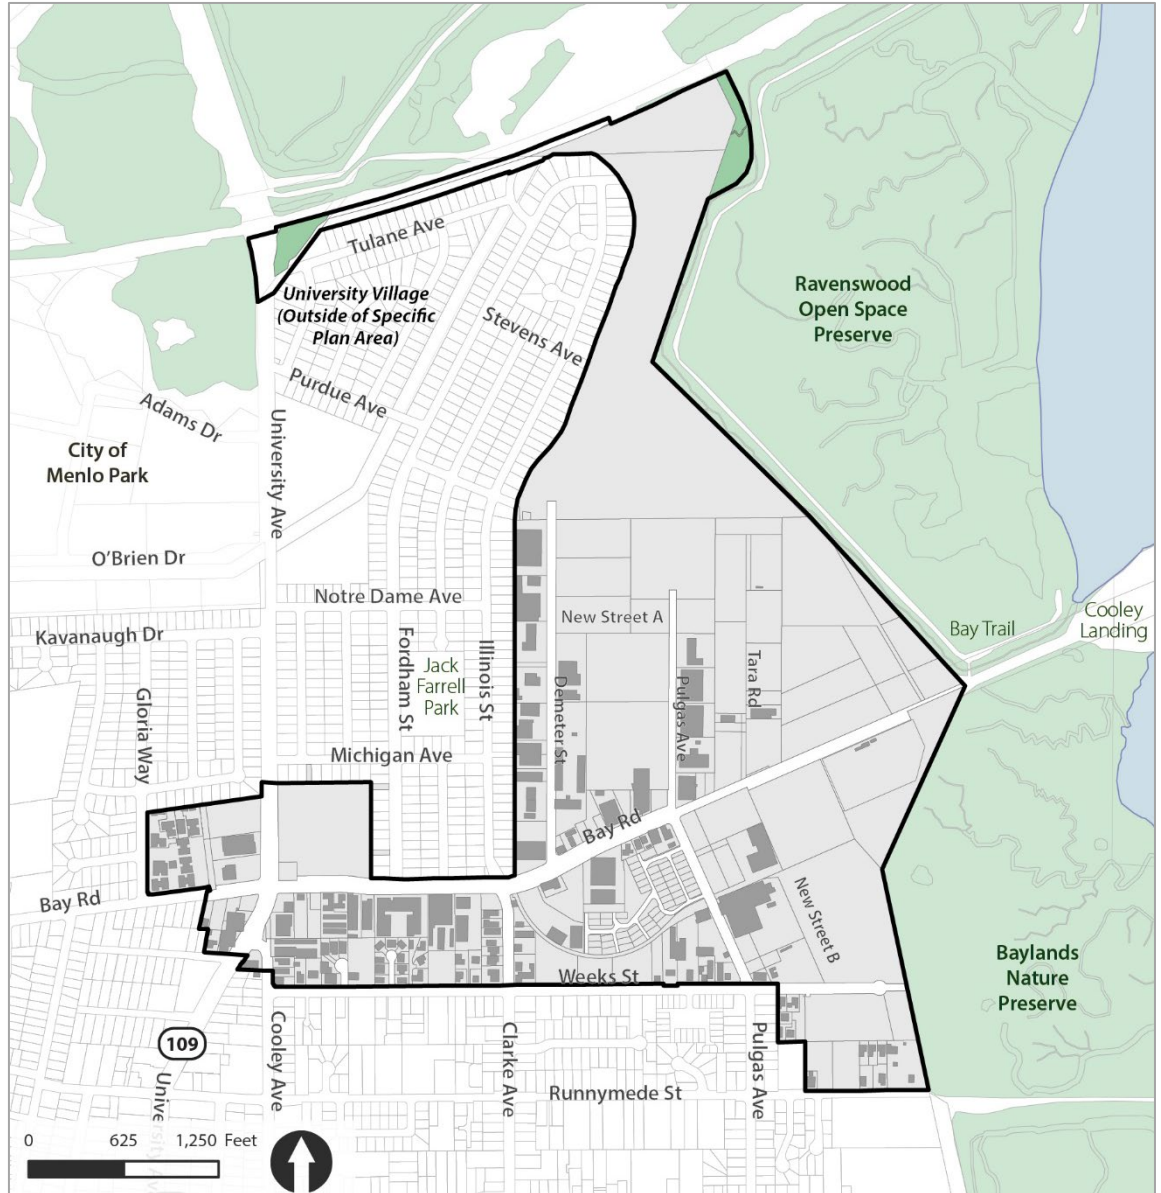 Tulane Ave
University Village
(Outside of Specific
Plan Area)
Stevens Ave
Ravenswood
Open Space
Preserve
Purdue Ave
Adams Dr
University Ave
City of
Menlo Park
O'Brien Dr
Notre Dame Ave
New Street A
Kavanaugh Dr
Fordham St
Jack
Farrell
Park
Illinois St
Demeter St
Pulgas Ave
Tara Rd
Bay Trail
Cooley
Landing
Gloria Way
Michigan Ave
Bay Rd
Bay Rd
New Street B
Weeks St
Baylands
Nature
Preserve
109
University Av
Cooley Ave
Clarke Ave
Pulgas Ave
Runnymede St
0 625 1,250 Feet